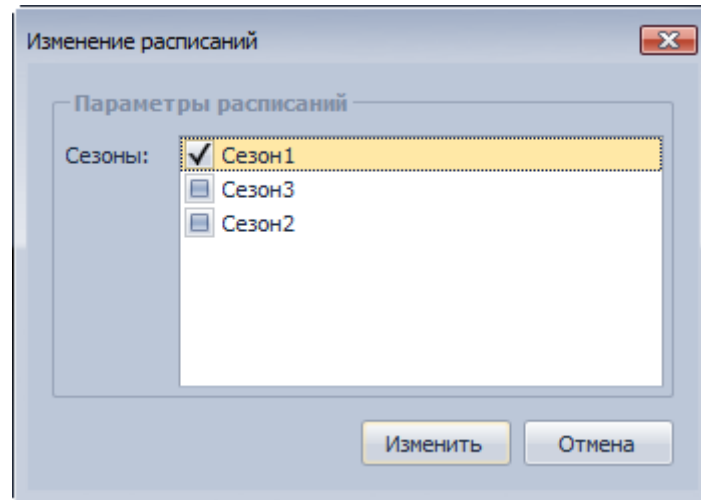 Изменение расписаний
Параметры расписаний
Сезоны:
Сезон1
Сезон3
Сезон2
Изменить
Отмена